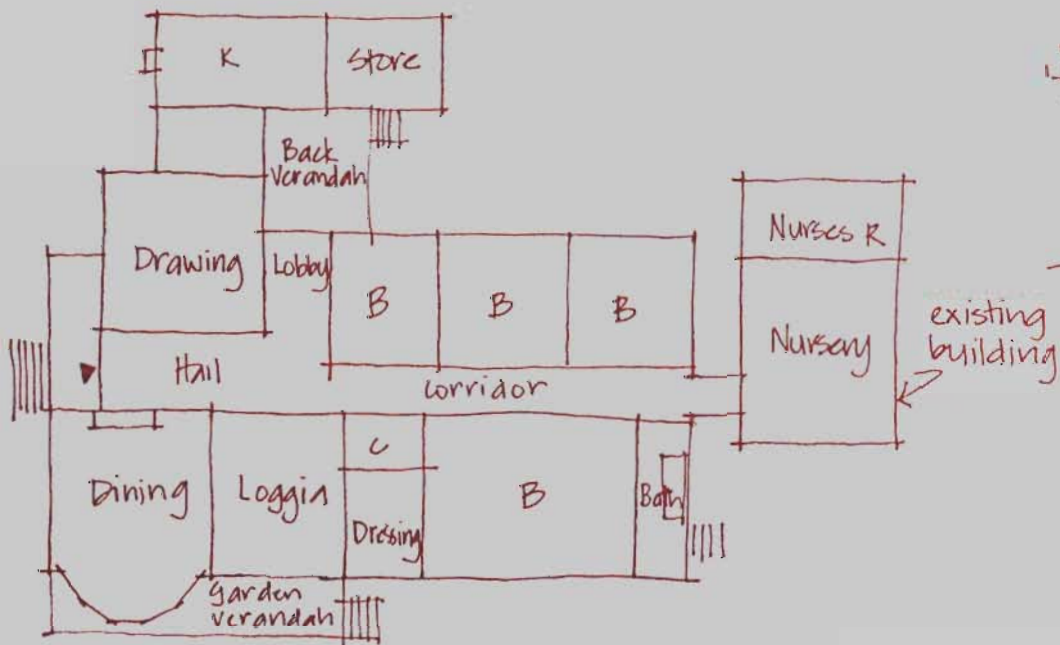 K
Store
Back
Verandah
Nurses R
Drawing
Lobby
B
B
B
Nursery
existing
building
Hall
corridor
C
Dining
Loggia
B
Bath
Dressing
garden
verandah